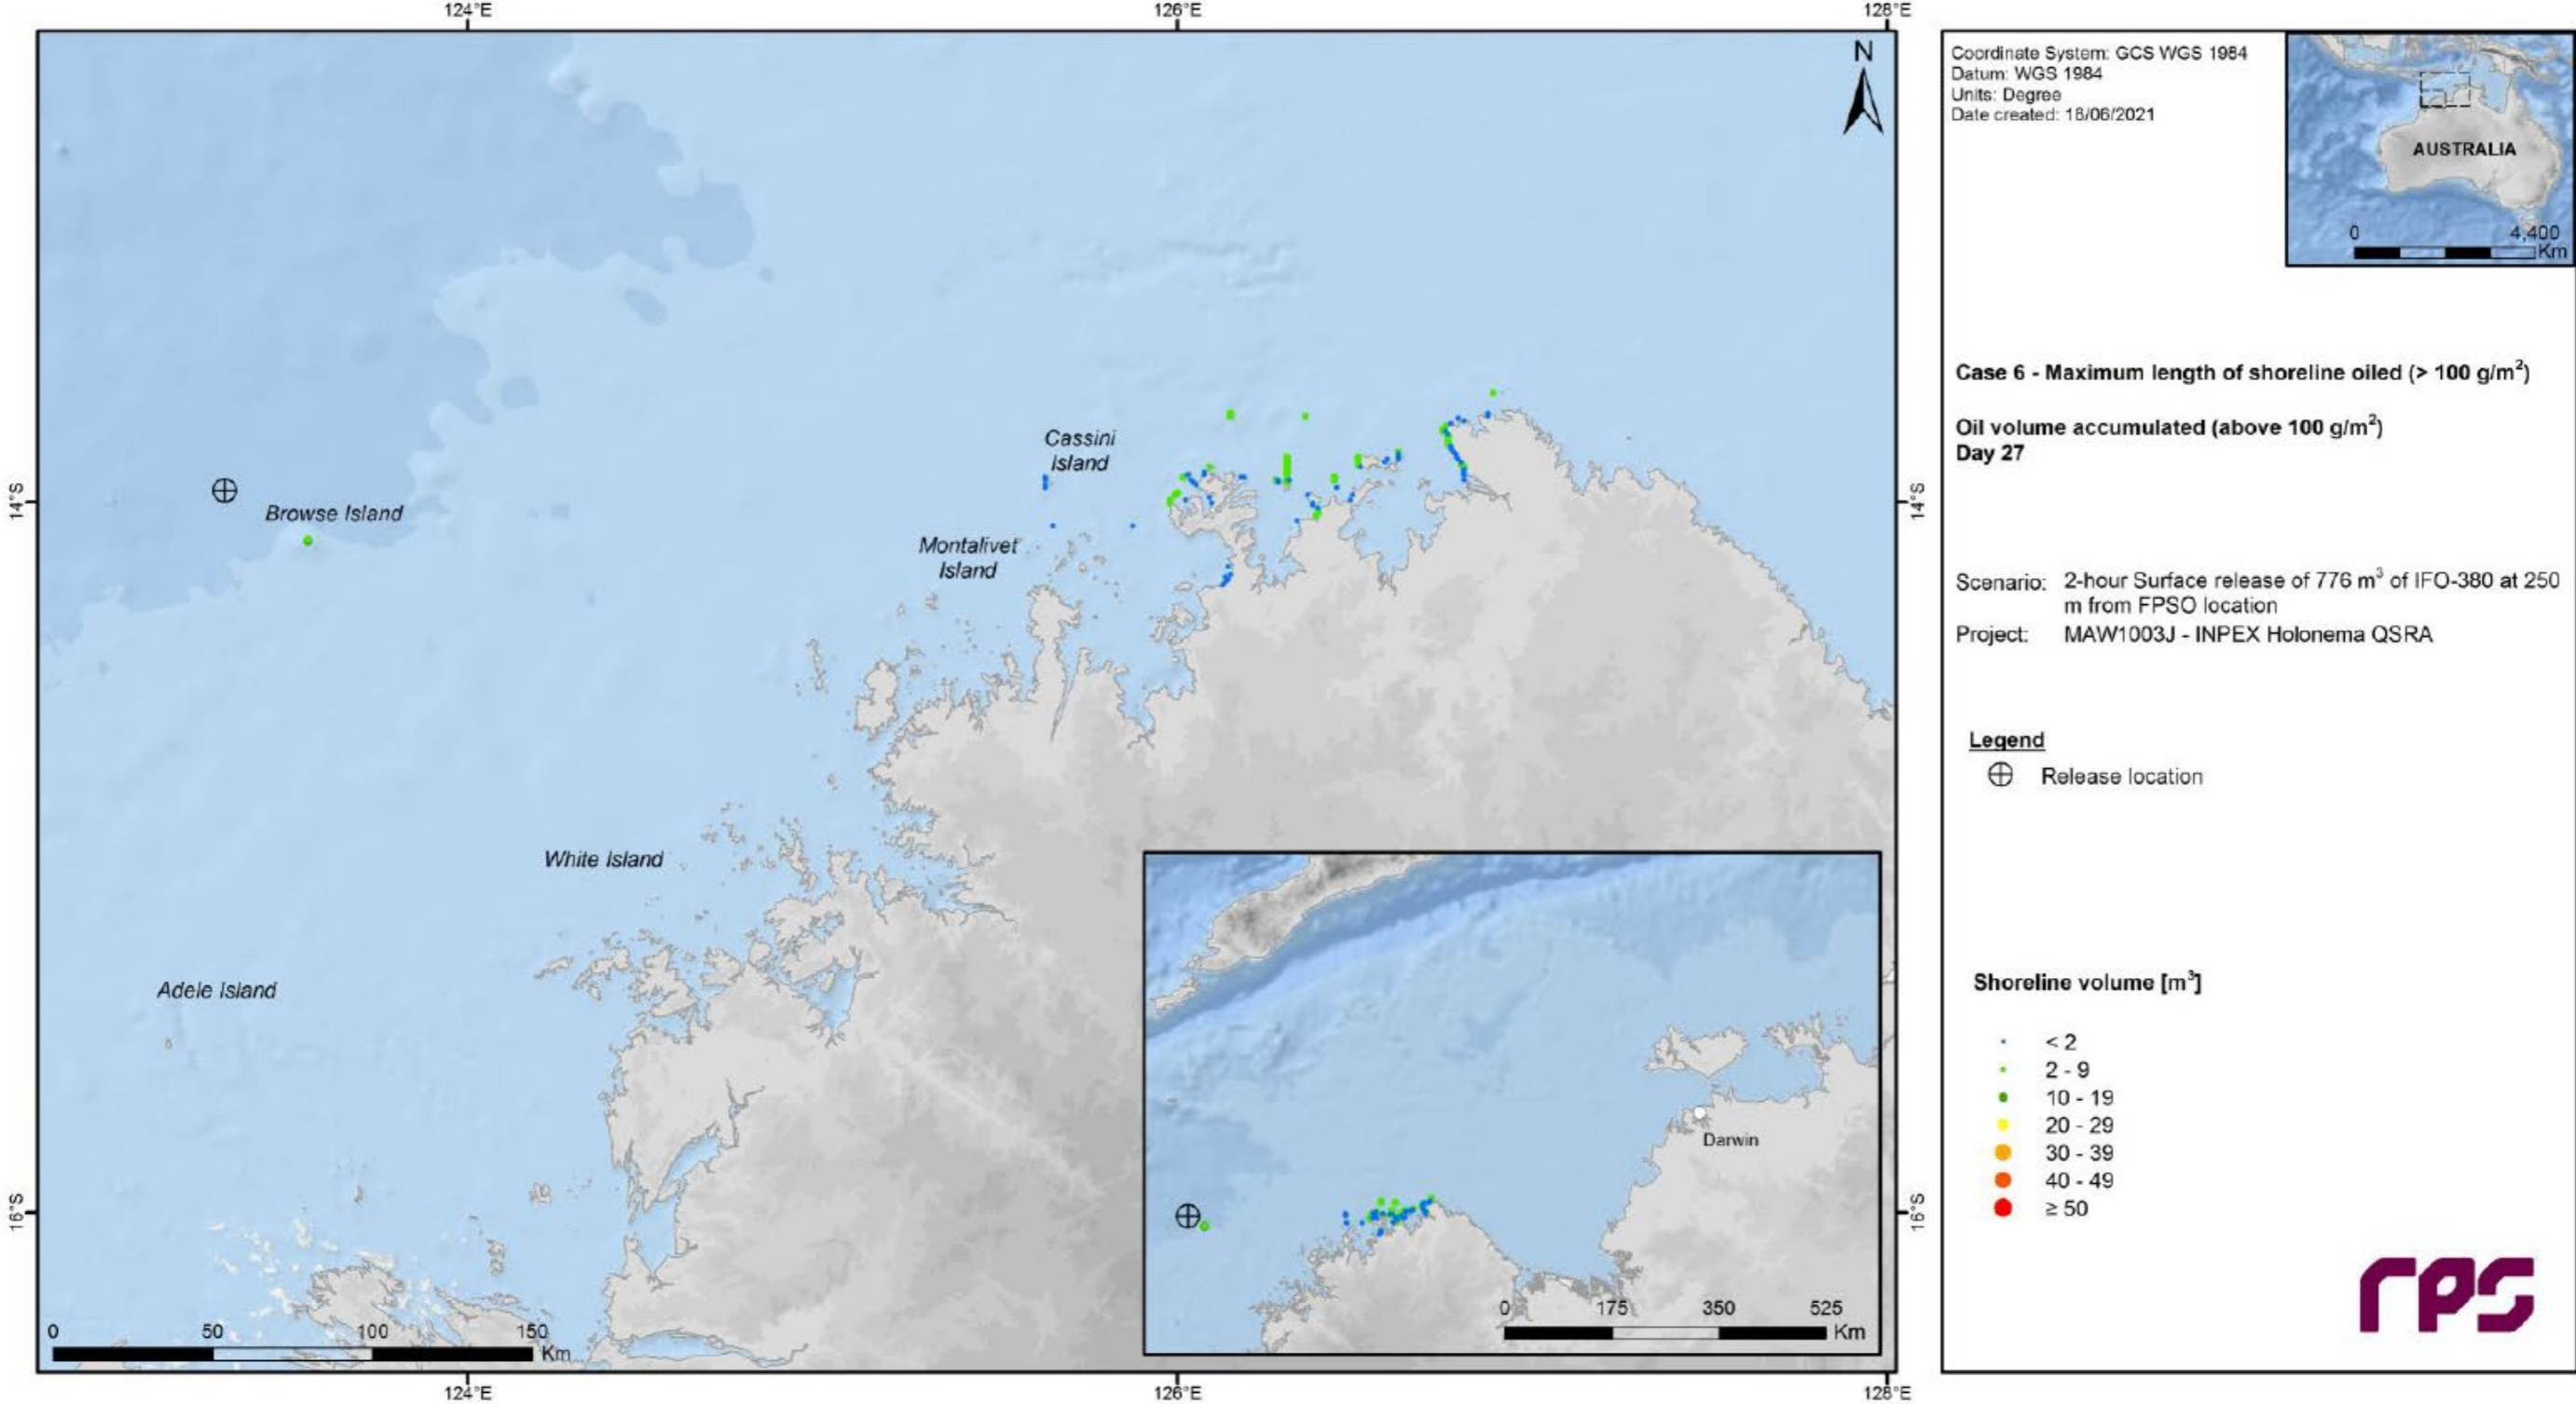 124°E
126°E
128°E
N
14°S
14°S
Cassini
Island
Browse Island
Montalivet
Island
White Island
Adele Island
16°S
16°S
Darwin
0 175 350 525 Km
0 50 100 150 Km
124°E
126°E
128°E
Coordinate System: GCS WGS 1984
Datum: WGS 1984
Units: Degree
Date created: 18/06/2021
AUSTRALIA
0 4,400
Km
Case 6 - Maximum length of shoreline oiled (> 100 g/m²)
Oil volume accumulated (above 100 g/m²)
Day 27
Scenario: 2-hour Surface release of 776 m³ of IFO-380 at 250
m from FPSO location
Project: MAW1003J - INPEX Holonema QSRA
Legend
Release location
Shoreline volume [m³]
< 2
2 - 9
10 - 19
20 - 29
30 - 39
40 - 49
≥ 50
rps